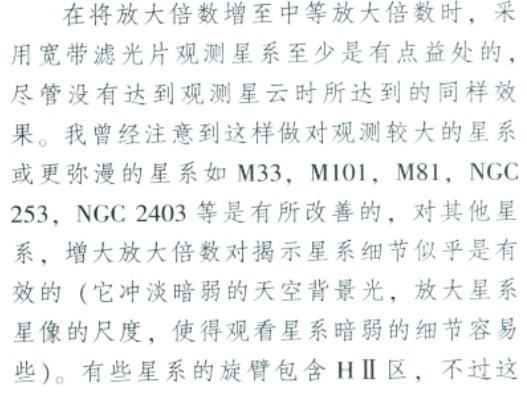 在将放大倍数增至中等放大倍数时，采
用宽带滤光片观测星系至少是有点益处的，
尽管没有达到观测星云时所达到的同样效
果。我曾经注意到这样做对观测较大的星系
或更弥漫的星系如 M33，M101，M81，NGC
253，NGC 2403 等是有所改善的，对其他星
系，增大放大倍数对揭示星系细节似乎是有
效的（它冲淡暗弱的天空背景光，放大星系
星像的尺度，使得观看星系暗弱的细节容易
些）。有些星系的旋臂包含 HⅡ区，不过这